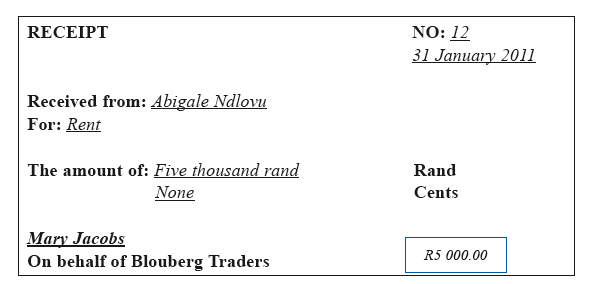 RECEIPT NO: 12
31 January 2011
Received from: Abigale Ndlovu
For: Rent
The amount of: Five thousand rand Rand
None Cents
Mary Jacobs
On behalf of Blouberg Traders
R5 000.00